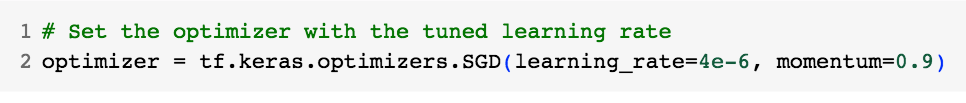 1 # Set the optimizer with the tuned learning rate
2 optimizer = tf.keras.optimizers.SGD(learning_rate=4e-6, momentum=0.9)